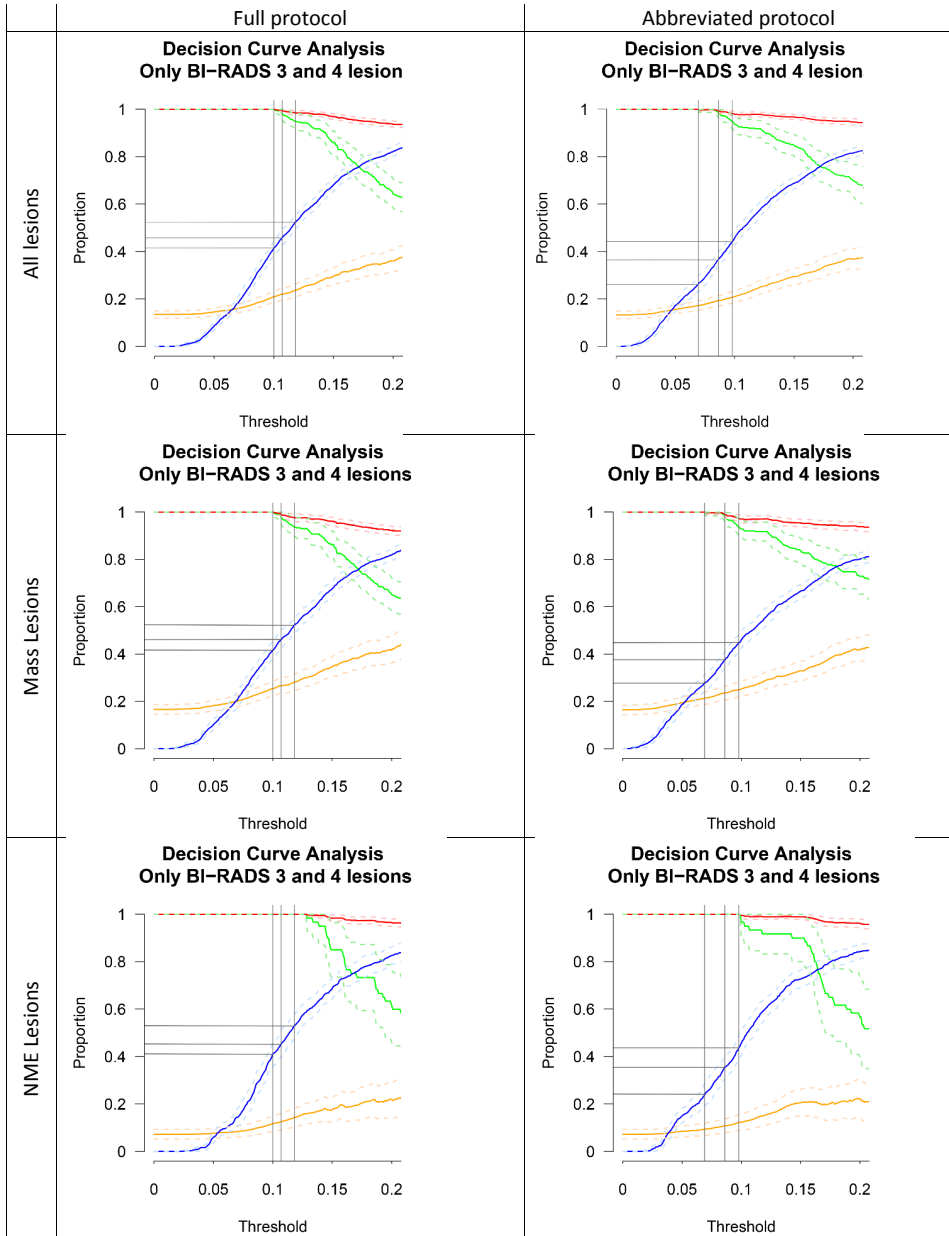 Full protocol
Abbreviated protocol
All lesions
Decision Curve Analysis
Only BI−RADS 3 and 4 lesion
Proportion
1
0.8
0.6
0.4
0.2
0
0 0.05 0.1 0.15 0.2
Threshold
Decision Curve Analysis
Only BI−RADS 3 and 4 lesion
Proportion
1
0.8
0.6
0.4
0.2
0
0 0.05 0.1 0.15 0.2
Threshold
Mass Lesions
Decision Curve Analysis
Only BI−RADS 3 and 4 lesions
Proportion
1
0.8
0.6
0.4
0.2
0
0 0.05 0.1 0.15 0.2
Threshold
Decision Curve Analysis
Only BI−RADS 3 and 4 lesions
Proportion
1
0.8
0.6
0.4
0.2
0
0 0.05 0.1 0.15 0.2
Threshold
NME Lesions
Decision Curve Analysis
Only BI−RADS 3 and 4 lesions
Proportion
1
0.8
0.6
0.4
0.2
0
0 0.05 0.1 0.15 0.2
Threshold
Decision Curve Analysis
Only BI−RADS 3 and 4 lesions
Proportion
1
0.8
0.6
0.4
0.2
0
0 0.05 0.1 0.15 0.2
Threshold